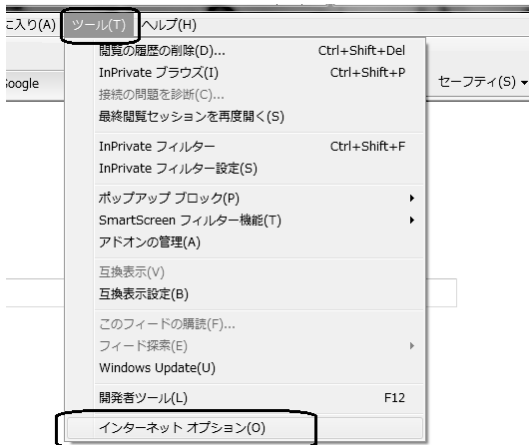 に入り(A) ツール(T) ヘルプ(H)
閲覧の履歴の削除(D)... Ctrl+Shift+Del
InPrivate ブラウズ(I) Ctrl+Shift+P
Google セーフティ(S)
接続の問題を診断(C)...
最終閲覧セッションを再度開く(S)
InPrivate フィルター Ctrl+Shift+F
InPrivate フィルター設定(S)
ポップアップ ブロック(P)
SmartScreen フィルター機能(T)
アドオンの管理(A)
互換表示(V)
互換表示設定(B)
このフィードの購読(F)...
フィード探索(E)
Windows Update(U)
開発者ツール(L) F12
インターネット オプション(O)